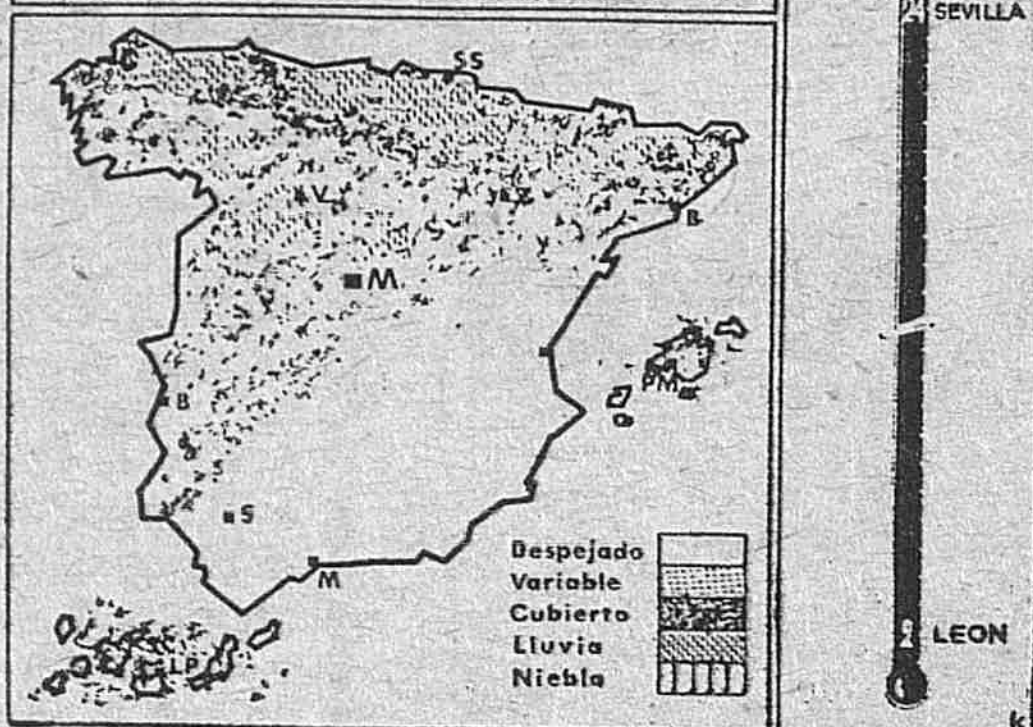 SEVILLA
C
SS
V
Z
B
M
PM
B
S
M
LP
Despejado
Variable
Cubierto
Lluvia
Niebla
LEON